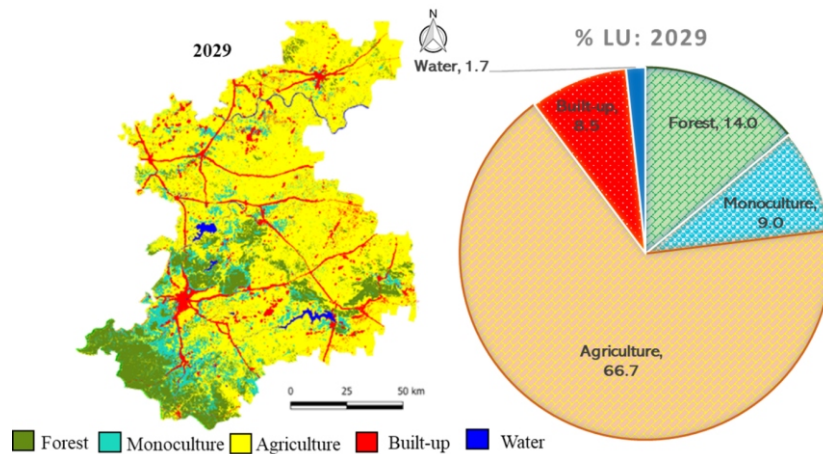 2029
N
% LU: 2029
Water, 1.7
Built-up,
8.5
Forest, 14.0
Monoculture,
9.0
Agriculture,
66.7
0 25 50 km
Forest Monoculture Agriculture Built-up Water